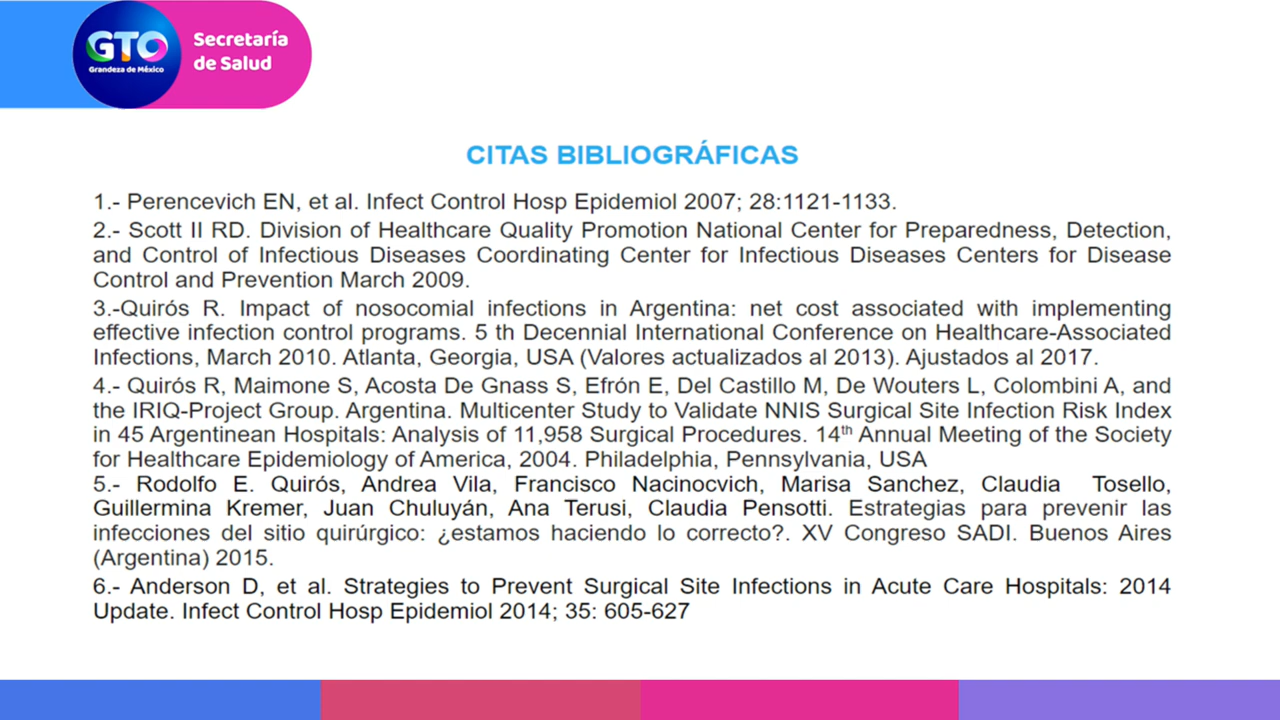 GTO
Grandeza de México
Secretaría
de Salud
CITAS BIBLIOGRÁFICAS
1.- Perencevich EN, et al. Infect Control Hosp Epidemiol 2007; 28:1121-1133.
2.- Scott II RD. Division of Healthcare Quality Promotion National Center for Preparedness, Detection,
and Control of Infectious Diseases Coordinating Center for Infectious Diseases Centers for Disease
Control and Prevention March 2009.
3.-Quirós R. Impact of nosocomial infections in Argentina: net cost associated with implementing
effective infection control programs. 5 th Decennial International Conference on Healthcare-Associated
Infections, March 2010. Atlanta, Georgia, USA (Valores actualizados al 2013). Ajustados al 2017.
4.- Quirós R, Maimone S, Acosta De Gnass S, Efrón E, Del Castillo M, De Wouters L, Colombini A, and
the IRIQ-Project Group. Argentina. Multicenter Study to Validate NNIS Surgical Site Infection Risk Index
in 45 Argentinean Hospitals: Analysis of 11,958 Surgical Procedures. 14th Annual Meeting of the Society
for Healthcare Epidemiology of America, 2004. Philadelphia, Pennsylvania, USA
5.- Rodolfo E. Quirós, Andrea Vila, Francisco Nacinocvich, Marisa Sanchez, Claudia Tosello,
Guillermina Kremer, Juan Chuluyán, Ana Terusi, Claudia Pensotti. Estrategias para prevenir las
infecciones del sitio quirúrgico: ¿estamos haciendo lo correcto?. XV Congreso SADI. Buenos Aires
(Argentina) 2015.
6.- Anderson D, et al. Strategies to Prevent Surgical Site Infections in Acute Care Hospitals: 2014
Update. Infect Control Hosp Epidemiol 2014; 35: 605-627